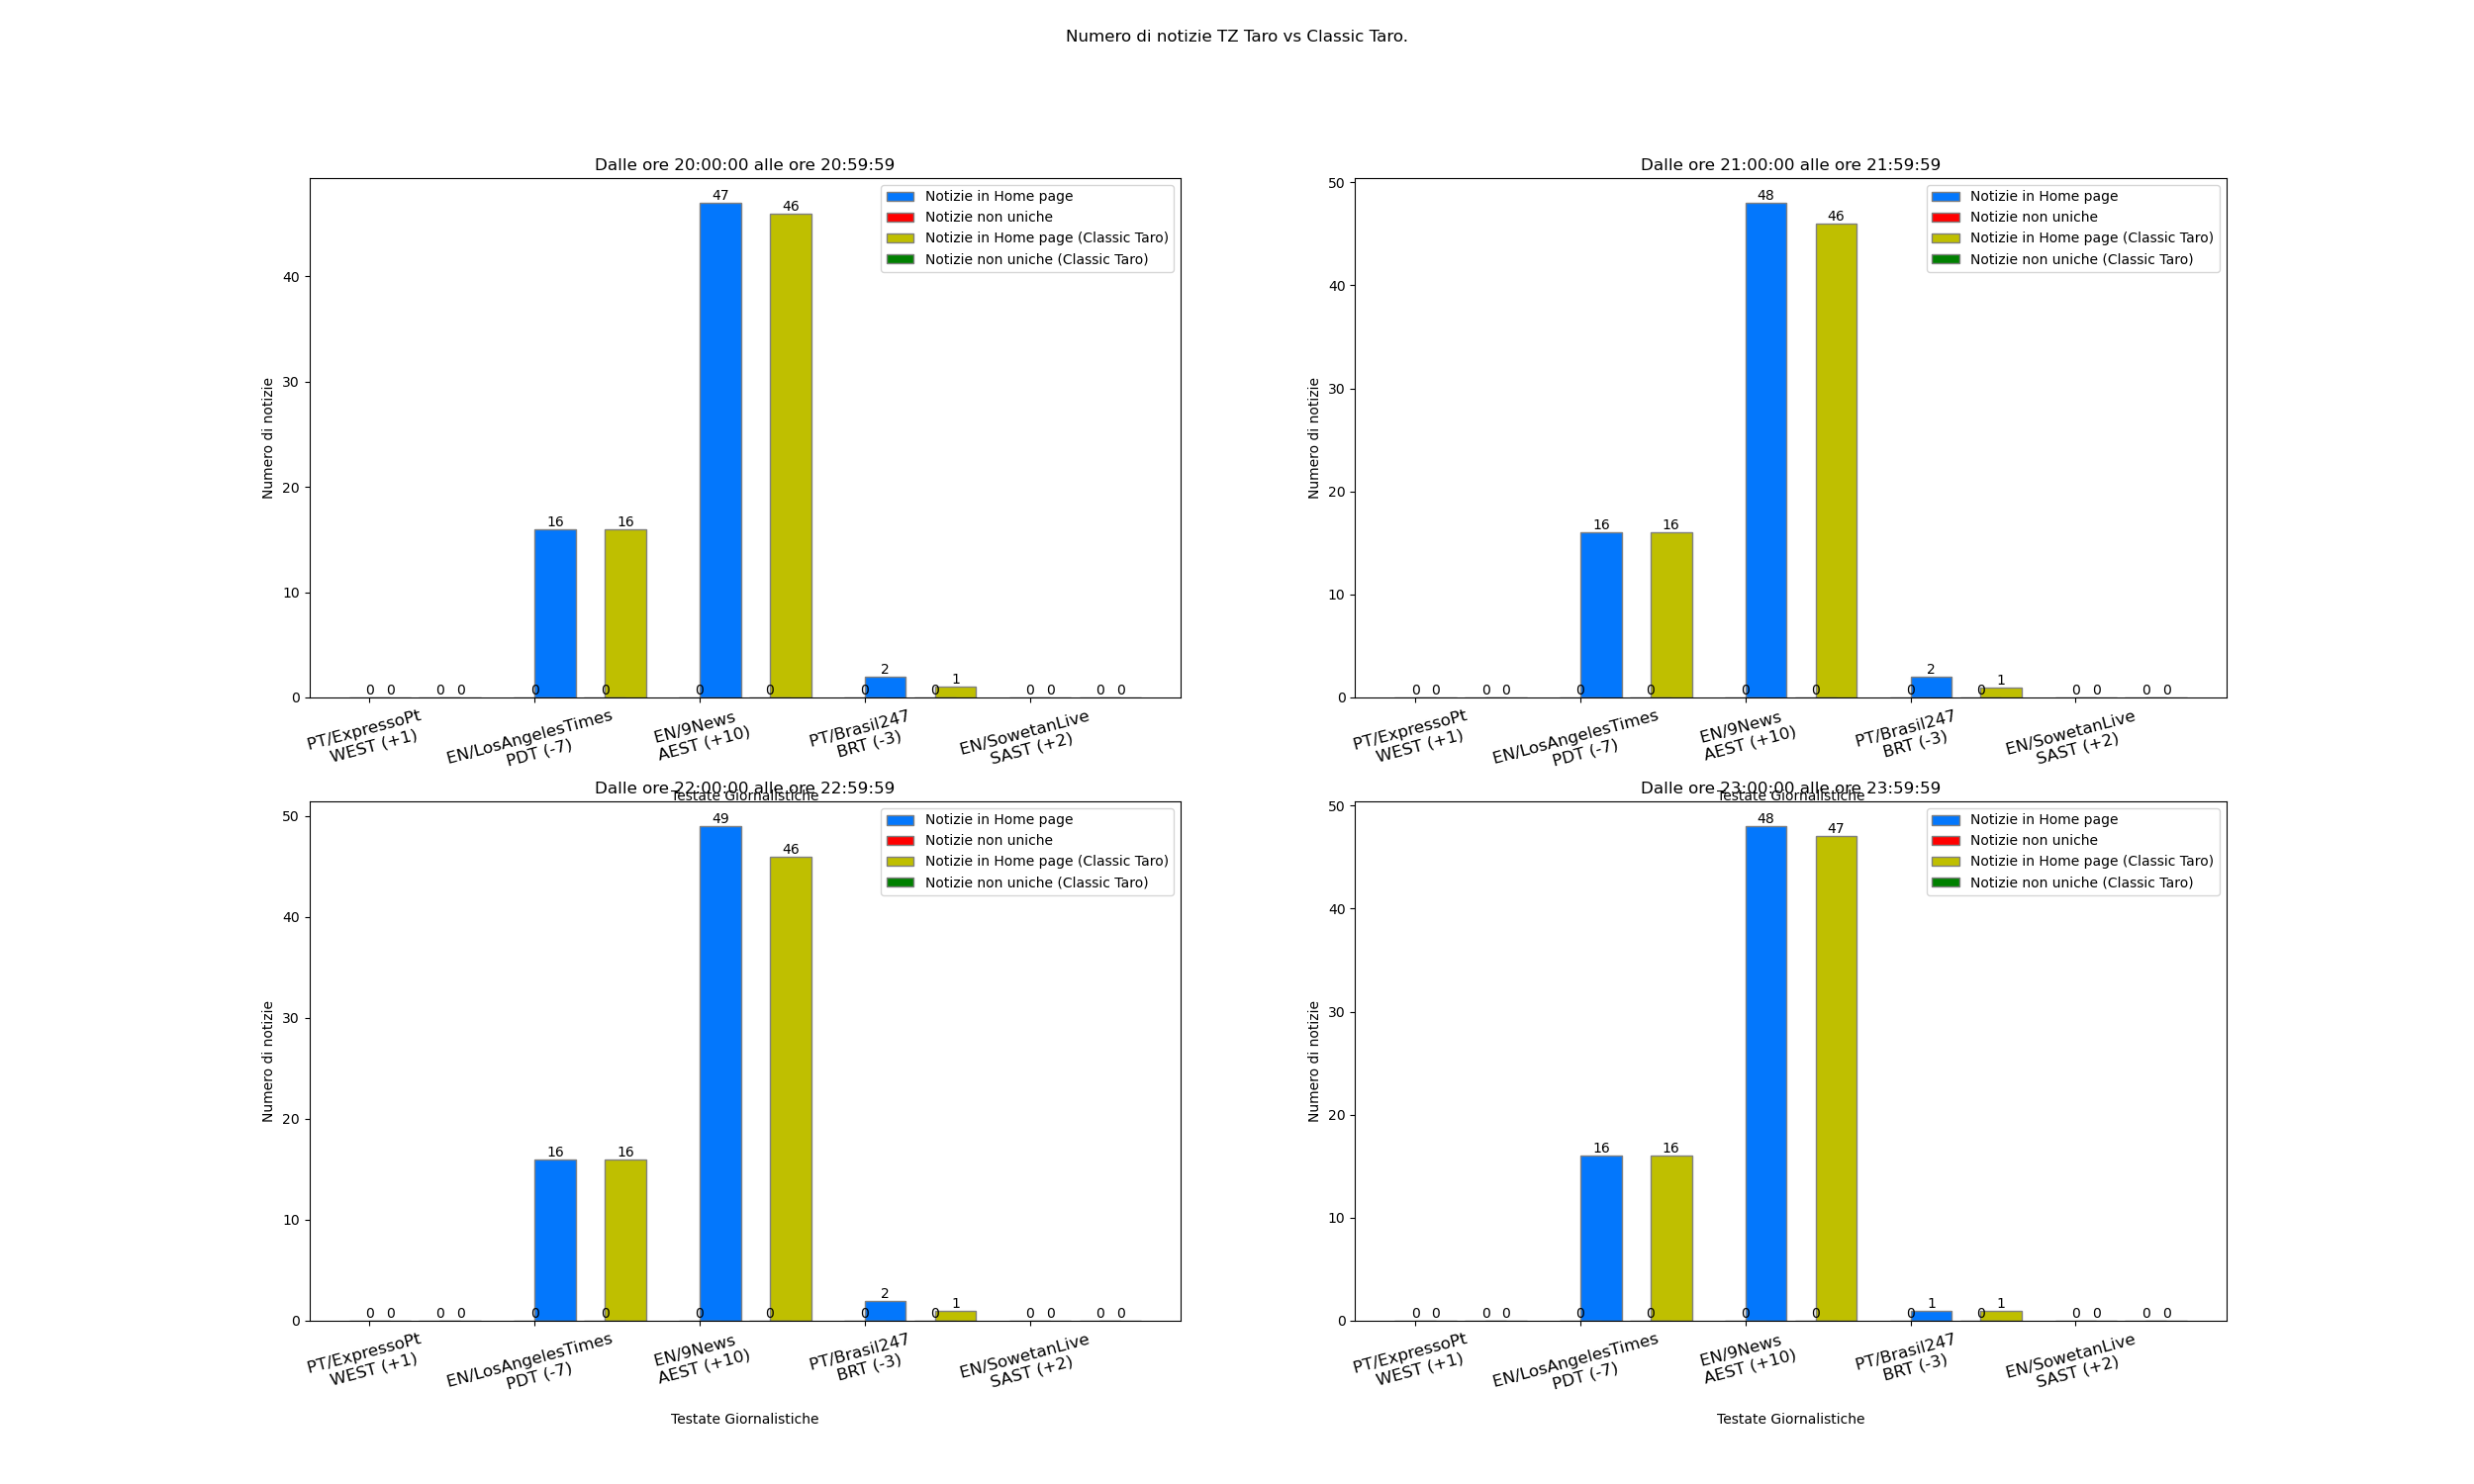 Numero di notizie TZ Taro vs Classic Taro.
Dalle ore 20:00:00 alle ore 20:59:59
Numero di notizie
40
30
20
10
0
47
46
16
16
2
1
0 0 0 0 0 0 0 0 0 0 0 0 0 0
Notizie in Home page
Notizie non uniche
Notizie in Home page (Classic Taro)
Notizie non uniche (Classic Taro)
PT/ExpressoPt
WEST (+1)
EN/LosAngelesTimes
PDT (-7)
EN/9News
AEST (+10)
PT/Brasil247
BRT (-3)
EN/SowetanLive
SAST (+2)
Testate Giornalistiche
Dalle ore 21:00:00 alle ore 21:59:59
Numero di notizie
50
40
30
20
10
0
48
46
16
16
2
1
0 0 0 0 0 0 0 0 0 0 0 0 0 0
Notizie in Home page
Notizie non uniche
Notizie in Home page (Classic Taro)
Notizie non uniche (Classic Taro)
PT/ExpressoPt
WEST (+1)
EN/LosAngelesTimes
PDT (-7)
EN/9News
AEST (+10)
PT/Brasil247
BRT (-3)
EN/SowetanLive
SAST (+2)
Testate Giornalistiche
Dalle ore 22:00:00 alle ore 22:59:59
Numero di notizie
50
40
30
20
10
0
49
46
16
16
2
1
0 0 0 0 0 0 0 0 0 0 0 0 0 0
Notizie in Home page
Notizie non uniche
Notizie in Home page (Classic Taro)
Notizie non uniche (Classic Taro)
PT/ExpressoPt
WEST (+1)
EN/LosAngelesTimes
PDT (-7)
EN/9News
AEST (+10)
PT/Brasil247
BRT (-3)
EN/SowetanLive
SAST (+2)
Testate Giornalistiche
Dalle ore 23:00:00 alle ore 23:59:59
Numero di notizie
50
40
30
20
10
0
48
47
16
16
1
1
0 0 0 0 0 0 0 0 0 0 0 0 0 0
Notizie in Home page
Notizie non uniche
Notizie in Home page (Classic Taro)
Notizie non uniche (Classic Taro)
PT/ExpressoPt
WEST (+1)
EN/LosAngelesTimes
PDT (-7)
EN/9News
AEST (+10)
PT/Brasil247
BRT (-3)
EN/SowetanLive
SAST (+2)
Testate Giornalistiche